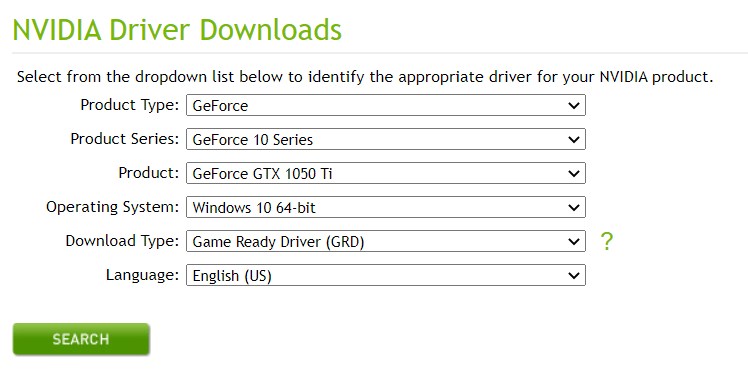 NVIDIA Driver Downloads
Select from the dropdown list below to identify the appropriate driver for your NVIDIA product.
Product Type: GeForce
Product Series: GeForce 10 Series
Product: GeForce GTX 1050 Ti
Operating System: Windows 10 64-bit
Download Type: Game Ready Driver (GRD) ?
Language: English (US)
SEARCH